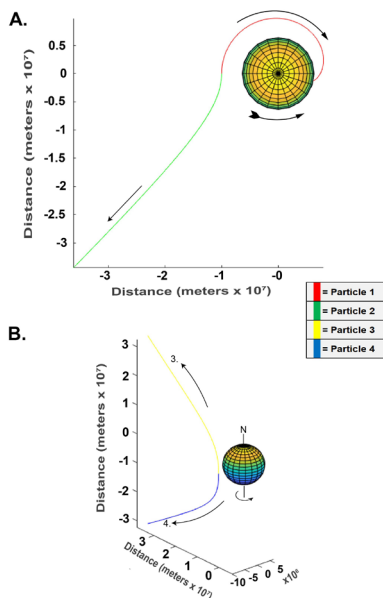 A.
0.5
0
-0.5
-1
-1.5
-2
-2.5
-3
Distance (meters x 10⁷)
-3
-2
-1
-0
Distance (meters x 10⁷)
= Particle 1
= Particle 2
= Particle 3
= Particle 4
B.
3
2
1
0
-1
-2
-3
Distance (meters x 10⁷)
3.
N
4.
3
2
1
0
Distance (meters x 10⁷)
-10
-5
0
5
x10⁶